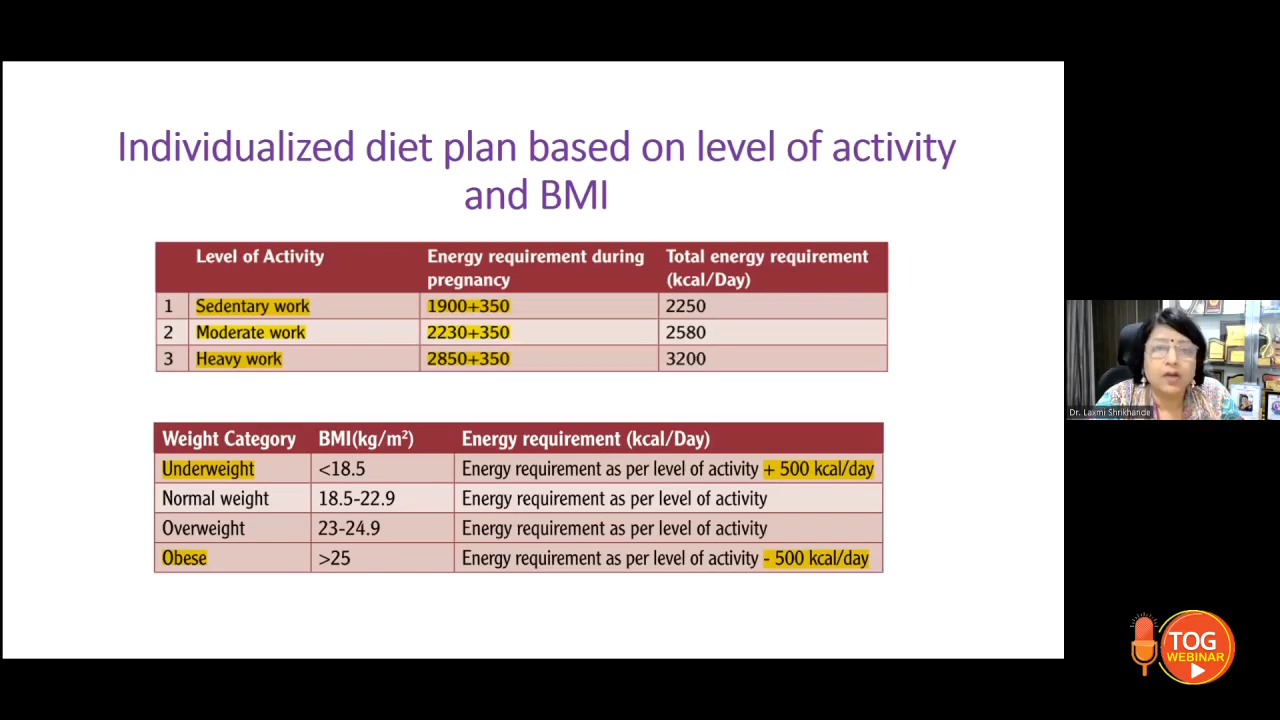 Individualized diet plan based on level of activity
and BMI
Level of Activity Energy requirement during pregnancy Total energy requirement (kcal/Day)
1 Sedentary work 1900+350 2250
2 Moderate work 2230+350 2580
3 Heavy work 2850+350 3200
Weight Category BMI(kg/m²) Energy requirement (kcal/Day)
Underweight <18.5 Energy requirement as per level of activity + 500 kcal/day
Normal weight 18.5-22.9 Energy requirement as per level of activity
Overweight 23-24.9 Energy requirement as per level of activity
Obese >25 Energy requirement as per level of activity - 500 kcal/day
Dr. Laxmi Shrikhande
TOG
WEBINAR